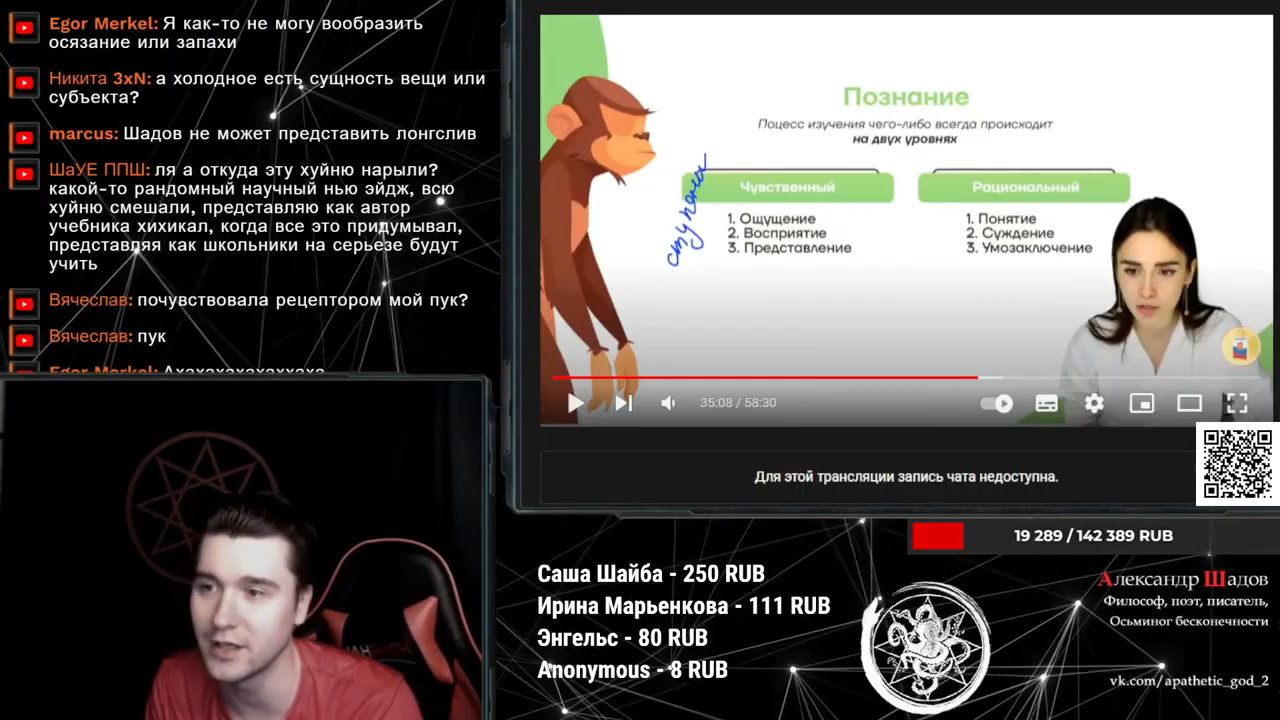 Egor Merkel: Я как-то не могу вообразить
осязание или запахи
Никита 3xN: а холодное есть сущность вещи или
субъекта?
marcus: Шадов не может представить лонгслив
ШаУЕ ППШ: ля а откуда эту хуйню нарыли?
какой-то рандомный научный нью эйдж, всю
хуйню смешали, представляю как автор
учебника хихикал, когда все это придумывал,
представляя как школьники на серьезе будут
учить
Вячеслав: почувствовала рецептором мой пук?
Вячеслав: пук
Egor Merkel:
Познание
Поцесс изучения чего-либо всегда происходит
на двух уровнях
Чувственный
1. Ощущение
2. Восприятие
3. Представление
Рациональный
1. Понятие
2. Суждение
3. Умозаключение
35:08 / 58:30
Для этой трансляции запись чата недоступна.
19 289 / 142 389 RUB
Саша Шайба - 250 RUB
Ирина Марьенкова - 111 RUB
Энгельс - 80 RUB
Anonymous - 8 RUB
Александр Шадов
Философ, поэт, писатель,
Осьминог бесконечности
vk.com/apathetic_god_2